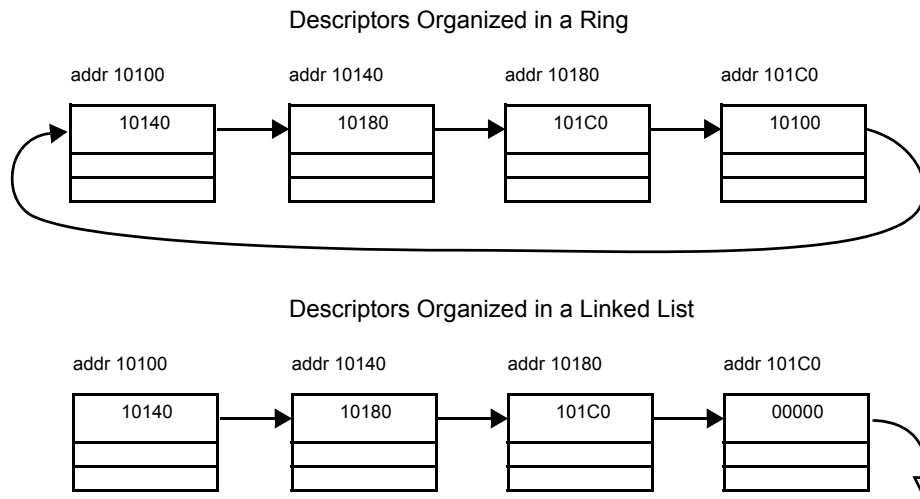 Descriptors Organized in a Ring
addr 10100 addr 10140 addr 10180 addr 101C0
10140 10180 101C0 10100
Descriptors Organized in a Linked List
addr 10100 addr 10140 addr 10180 addr 101C0
10140 10180 101C0 00000